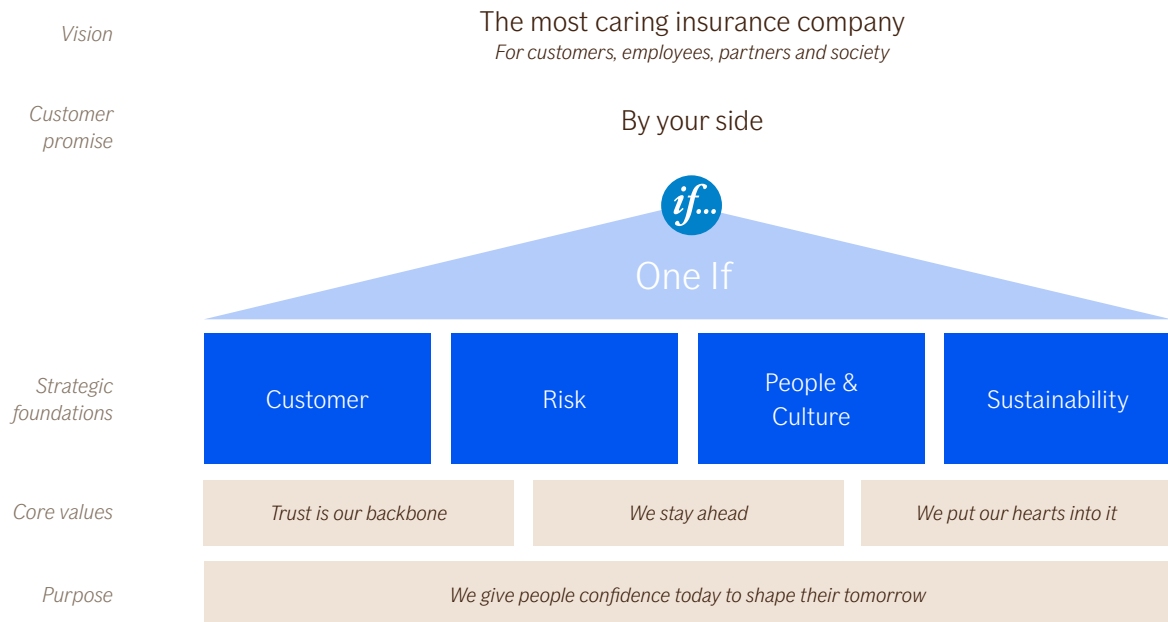 Vision
The most caring insurance company
For customers, employees, partners and society
Customer
promise
By your side
if...
One If
Strategic
foundations
Customer
Risk
People &
Culture
Sustainability
Core values
Trust is our backbone
We stay ahead
We put our hearts into it
Purpose
We give people confidence today to shape their tomorrow